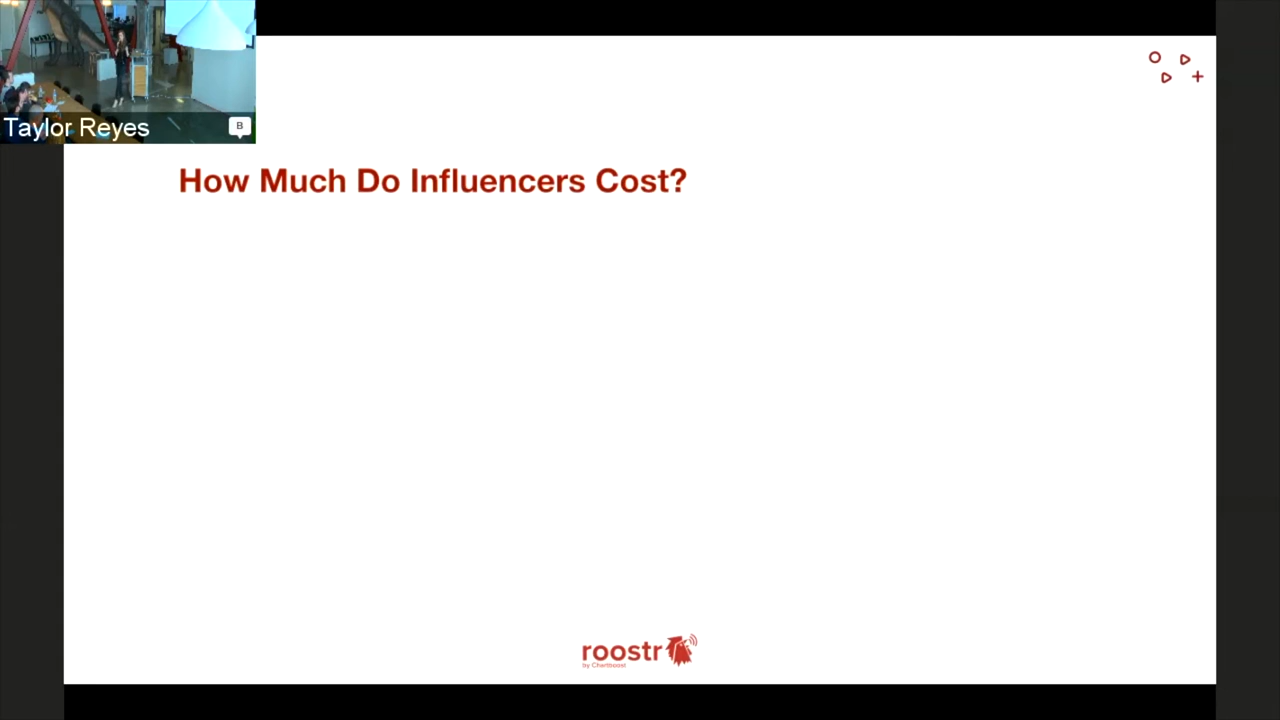 Taylor Reyes
B
How Much Do Influencers Cost?
roostr
by Chartboost